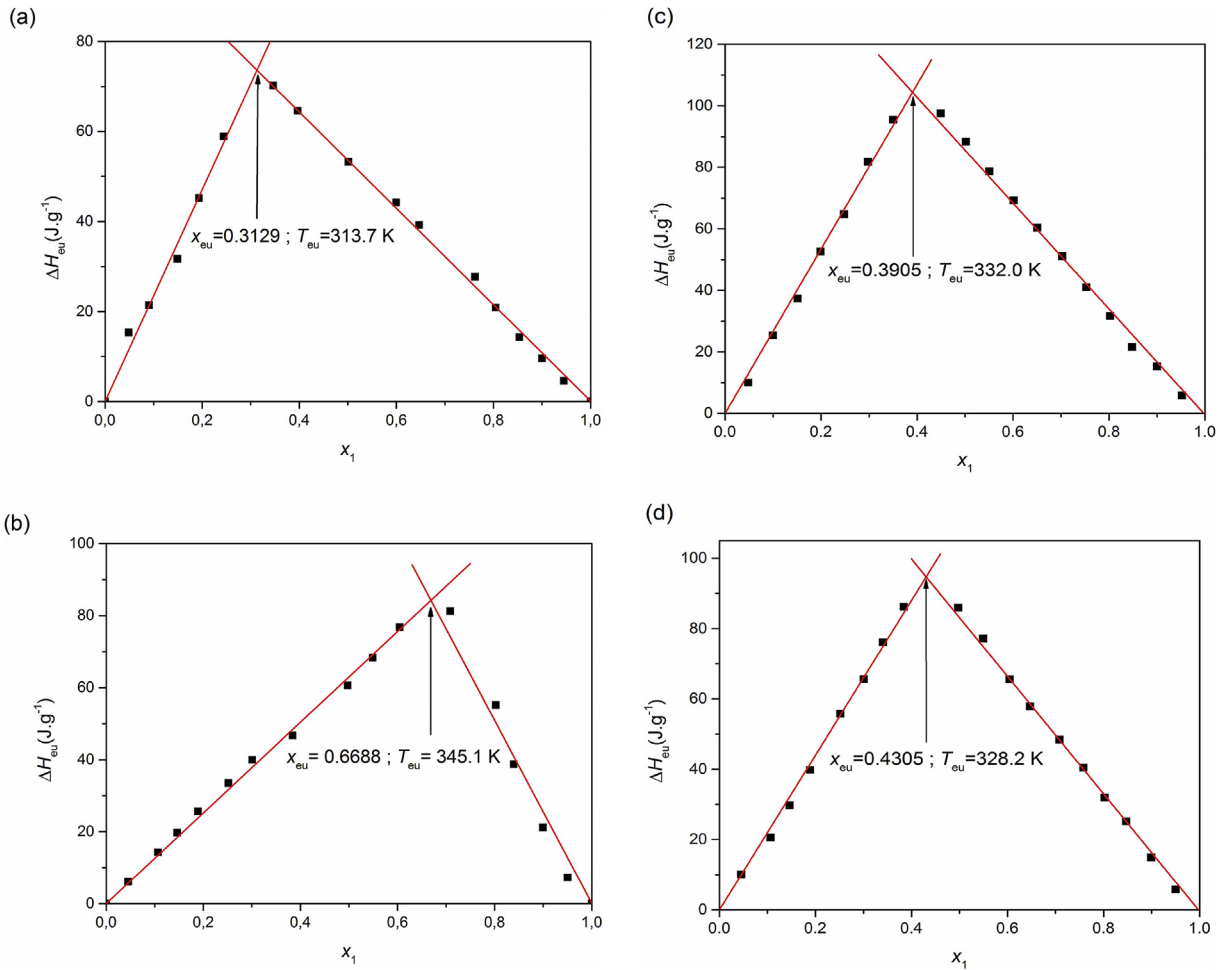 (a)
80
60
40
20
0
ΔHeu(J.g-1)
xeu=0.3129 ; Teu=313.7 K
0,0 0,2 0,4 0,6 0,8 1,0
x1
(c)
120
100
80
60
40
20
0
ΔHeu(J.g-1)
xeu=0.3905 ; Teu=332.0 K
0.0 0.2 0.4 0.6 0.8 1.0
x1
(b)
100
80
60
40
20
0
ΔHeu(J.g-1)
xeu= 0.6688 ; Teu= 345.1 K
0,0 0,2 0,4 0,6 0,8 1,0
x1
(d)
100
80
60
40
20
0
ΔHeu(J.g-1)
xeu=0.4305 ; Teu=328.2 K
0.0 0.2 0.4 0.6 0.8 1.0
x1